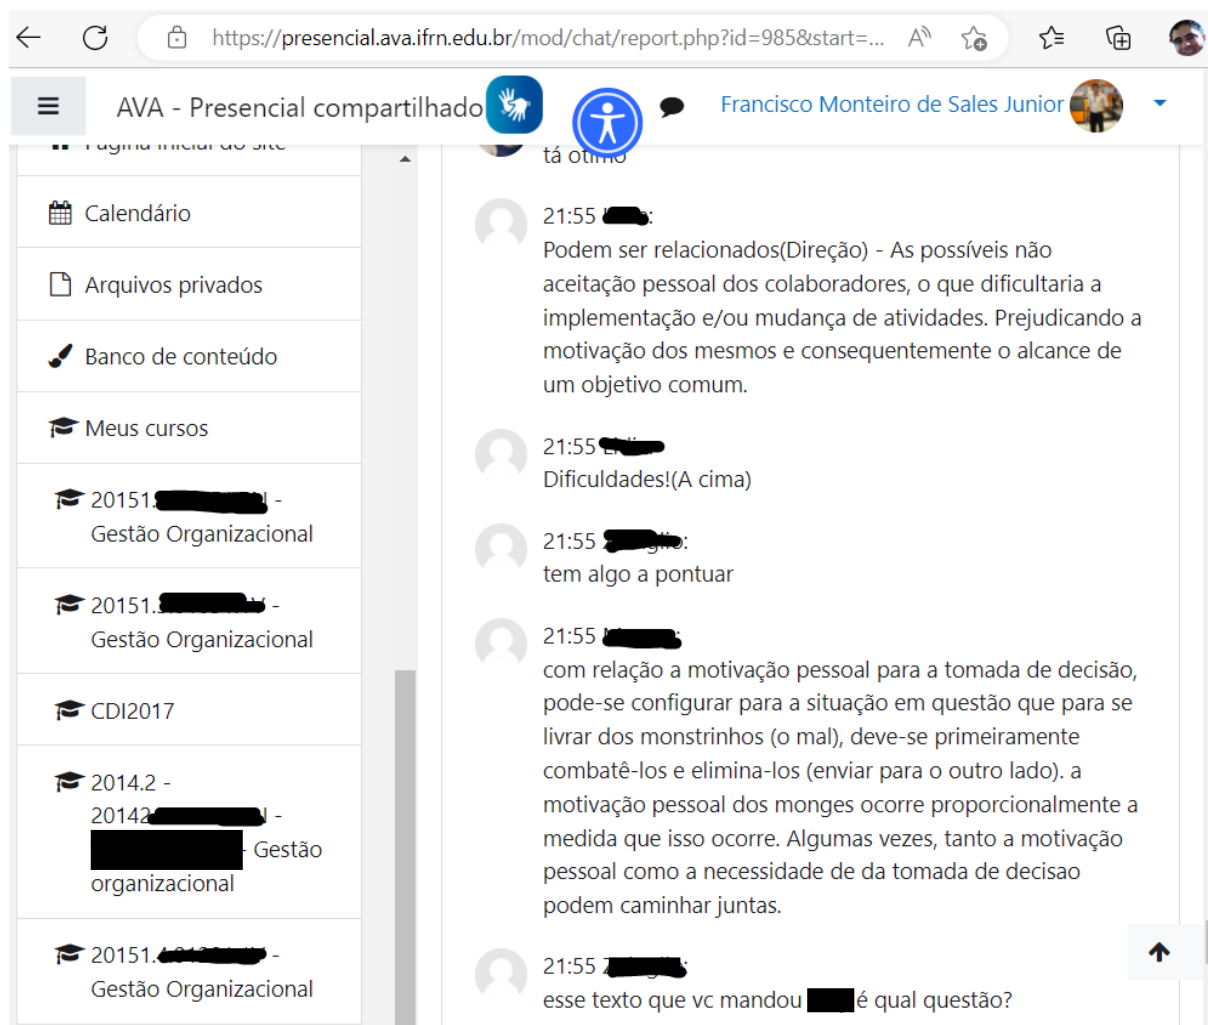 https://presencial.ava.ifrn.edu.br/mod/chat/report.php?id=985&start=...
AVA - Presencial compartilhado
Francisco Monteiro de Sales Junior
Página inicial do site
Calendário
Arquivos privados
Banco de conteúdo
Meus cursos
20151. -
Gestão Organizacional
20151. -
Gestão Organizacional
CDI2017
2014.2 -
20142 -
- Gestão
organizacional
20151. -
Gestão Organizacional
tá otimo
21:55 :
Podem ser relacionados(Direção) - As possíveis não
aceitação pessoal dos colaboradores, o que dificultaria a
implementação e/ou mudança de atividades. Prejudicando a
motivação dos mesmos e consequentemente o alcance de
um objetivo comum.
21:55
Dificuldades!(A cima)
21:55 :
tem algo a pontuar
21:55 :
com relação a motivação pessoal para a tomada de decisão,
pode-se configurar para a situação em questão que para se
livrar dos monstrinhos (o mal), deve-se primeiramente
combatê-los e elimina-los (enviar para o outro lado). a
motivação pessoal dos monges ocorre proporcionalmente a
medida que isso ocorre. Algumas vezes, tanto a motivação
pessoal como a necessidade de da tomada de decisao
podem caminhar juntas.
21:55 :
esse texto que vc mandou é qual questão?